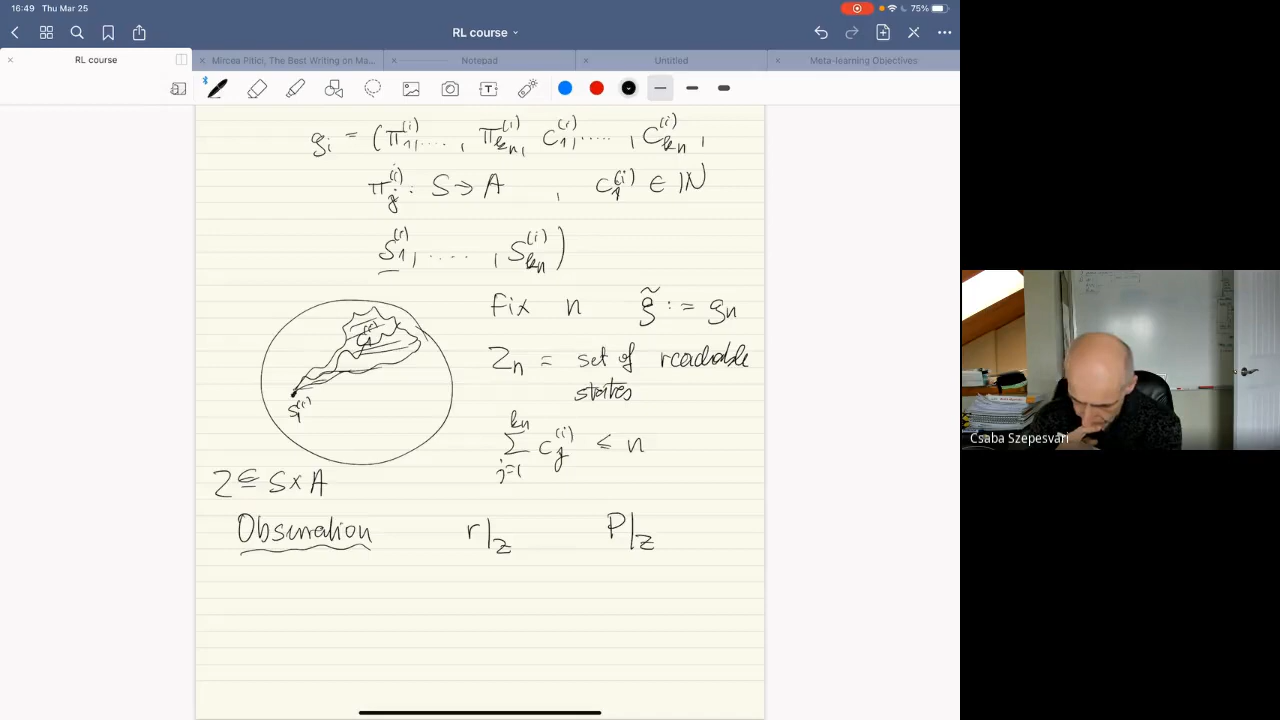 16:49 Thu Mar 25
75%
RL course
RL course
Mircea Pitici, The Best Writing on Ma...
Notepad
Untitled
Meta-learning Objectives
g_i = (π_1^{(i)}, ...., π_{k_n}^{(i)}, c_1^{(i)}, ....., c_{k_n}^{(i)},
π_j^{(i)} : S → A , c_1^{(i)} ∈ ℕ
S_1^{(i)}, ....., S_{k_n}^{(i)})
Fix n g̃ := g_n
Z_n = set of reachable
states
S_1^{(i)}
∑_{j=1}^{k_n} c_j^{(i)} ≤ n
Z ⊆ S × A
Observation r|_Z P|_Z
Csaba Szepesvari